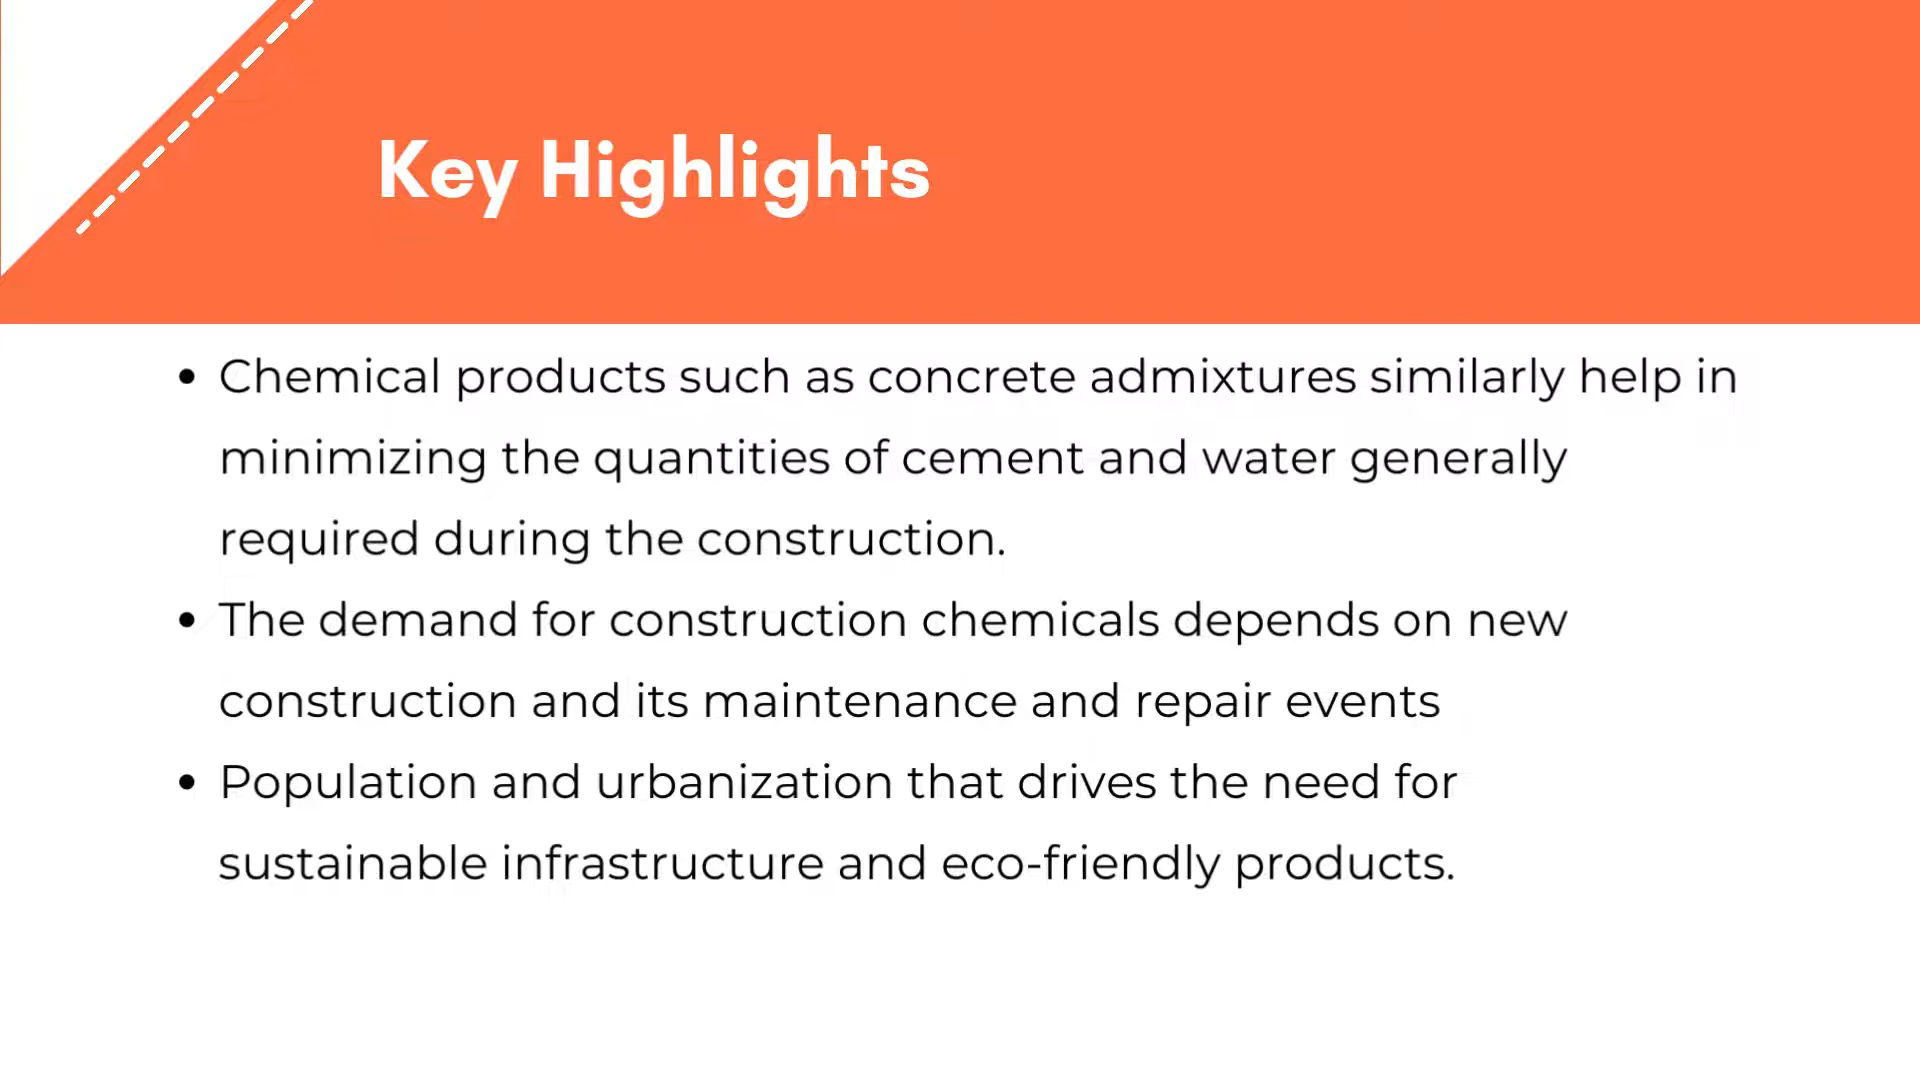 Key Highlights
• Chemical products such as concrete admixtures similarly help in
minimizing the quantities of cement and water generally
required during the construction.
• The demand for construction chemicals depends on new
construction and its maintenance and repair events
• Population and urbanization that drives the need for
sustainable infrastructure and eco-friendly products.